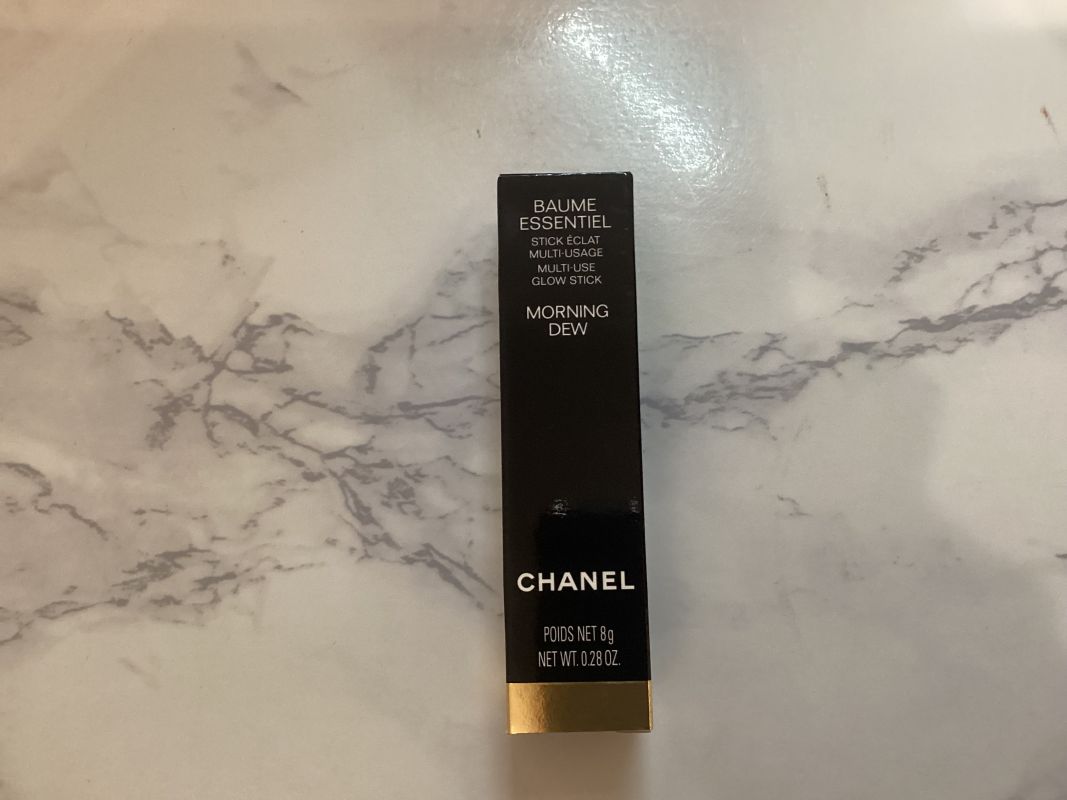 BAUME
ESSENTIEL
STICK ÉCLAT
MULTI-USAGE
MULTI-USE
GLOW STICK
MORNING
DEW
CHANEL
POIDS NET 8g
NET WT. 0.28 OZ.